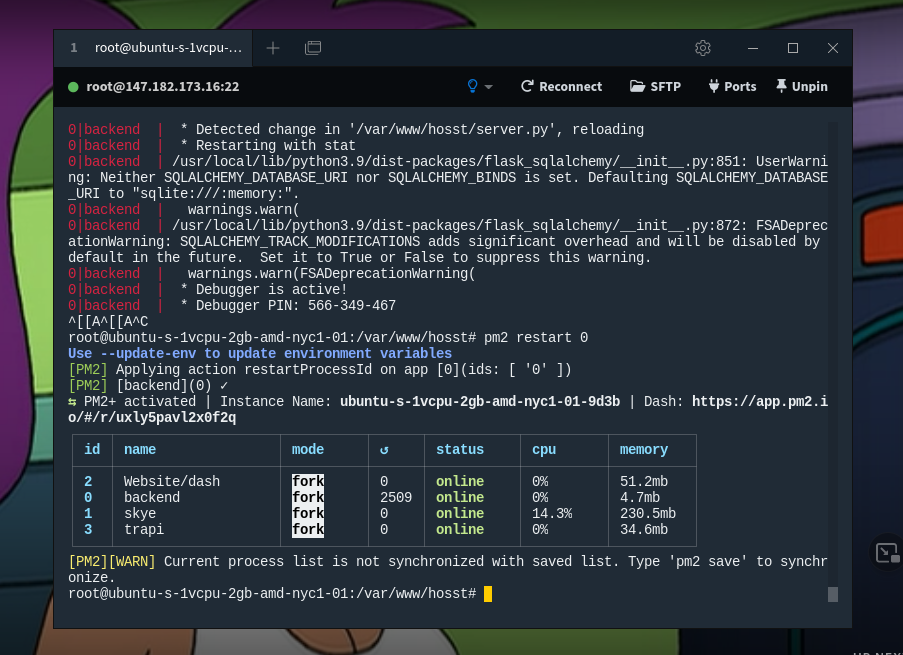 1 root@ubuntu-s-1vcpu-...
root@147.182.173.16:22 Reconnect SFTP Ports Unpin
0|backend  |  * Detected change in '/var/www/hosst/server.py', reloading
0|backend  |  * Restarting with stat
0|backend  | /usr/local/lib/python3.9/dist-packages/flask_sqlalchemy/__init__.py:851: UserWarni
ng: Neither SQLALCHEMY_DATABASE_URI nor SQLALCHEMY_BINDS is set. Defaulting SQLALCHEMY_DATABASE
_URI to "sqlite:///:memory:".
0|backend  |   warnings.warn(
0|backend  | /usr/local/lib/python3.9/dist-packages/flask_sqlalchemy/__init__.py:872: FSADeprec
ationWarning: SQLALCHEMY_TRACK_MODIFICATIONS adds significant overhead and will be disabled by
default in the future.  Set it to True or False to suppress this warning.
0|backend  |   warnings.warn(FSADeprecationWarning(
0|backend  |  * Debugger is active!
0|backend  |  * Debugger PIN: 566-349-467
^[[A^[[A^C
root@ubuntu-s-1vcpu-2gb-amd-nyc1-01:/var/www/hosst# pm2 restart 0
Use --update-env to update environment variables
[PM2] Applying action restartProcessId on app [0](ids: [ '0' ])
[PM2] [backend](0) ✓
⇆ PM2+ activated | Instance Name: ubuntu-s-1vcpu-2gb-amd-nyc1-01-9d3b | Dash: https://app.pm2.i
o/#/r/uxly5pavl2x0f2q
id name mode ↺ status cpu memory
2 Website/dash fork 0 online 0% 51.2mb
0 backend fork 2509 online 0% 4.7mb
1 skye fork 0 online 14.3% 230.5mb
3 trapi fork 0 online 0% 34.6mb
[PM2][WARN] Current process list is not synchronized with saved list. Type 'pm2 save' to synchr
onize.
root@ubuntu-s-1vcpu-2gb-amd-nyc1-01:/var/www/hosst#